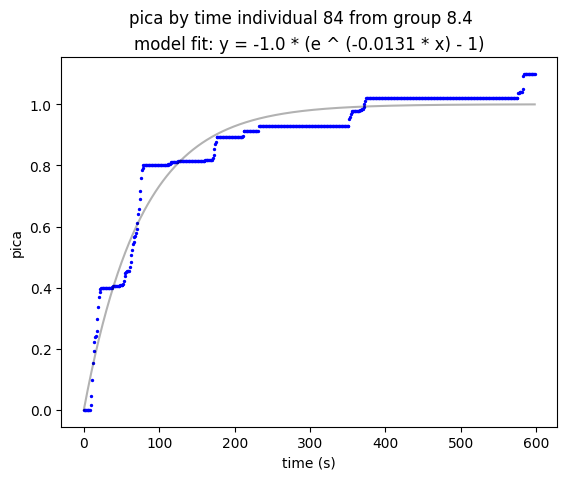 pica by time individual 84 from group 8.4
model fit: y = -1.0 * (e ^ (-0.0131 * x) - 1)
1.0
0.8
0.6
0.4
0.2
0.0
pica
0 100 200 300 400 500 600
time (s)